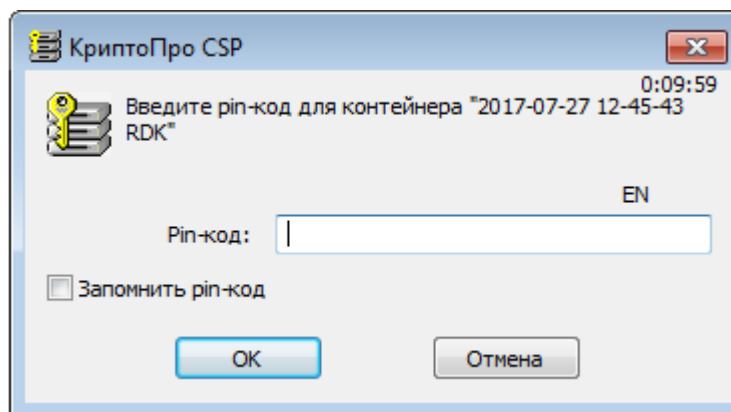 КриптоПро CSP
0:09:59
Введите pin-код для контейнера "2017-07-27 12-45-43
RDK"
EN
Pin-код:
Запомнить pin-код
ОК
Отмена